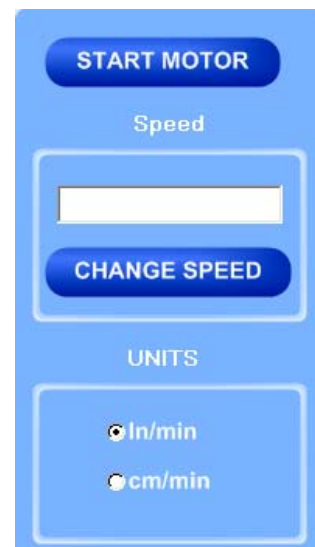 START MOTOR
Speed
CHANGE SPEED
UNITS
In/min
cm/min